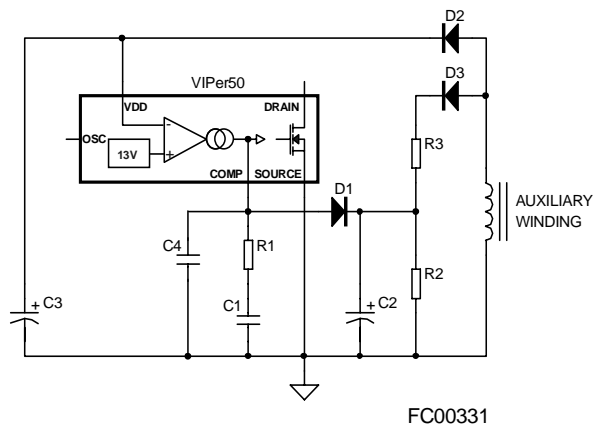 D2
VIPer50
D3
VDD
DRAIN
OSC
-
13V
+
R3
COMP SOURCE
D1
AUXILIARY
WINDING
C4
R1
R2
+
C3
C1
+
C2
FC00331